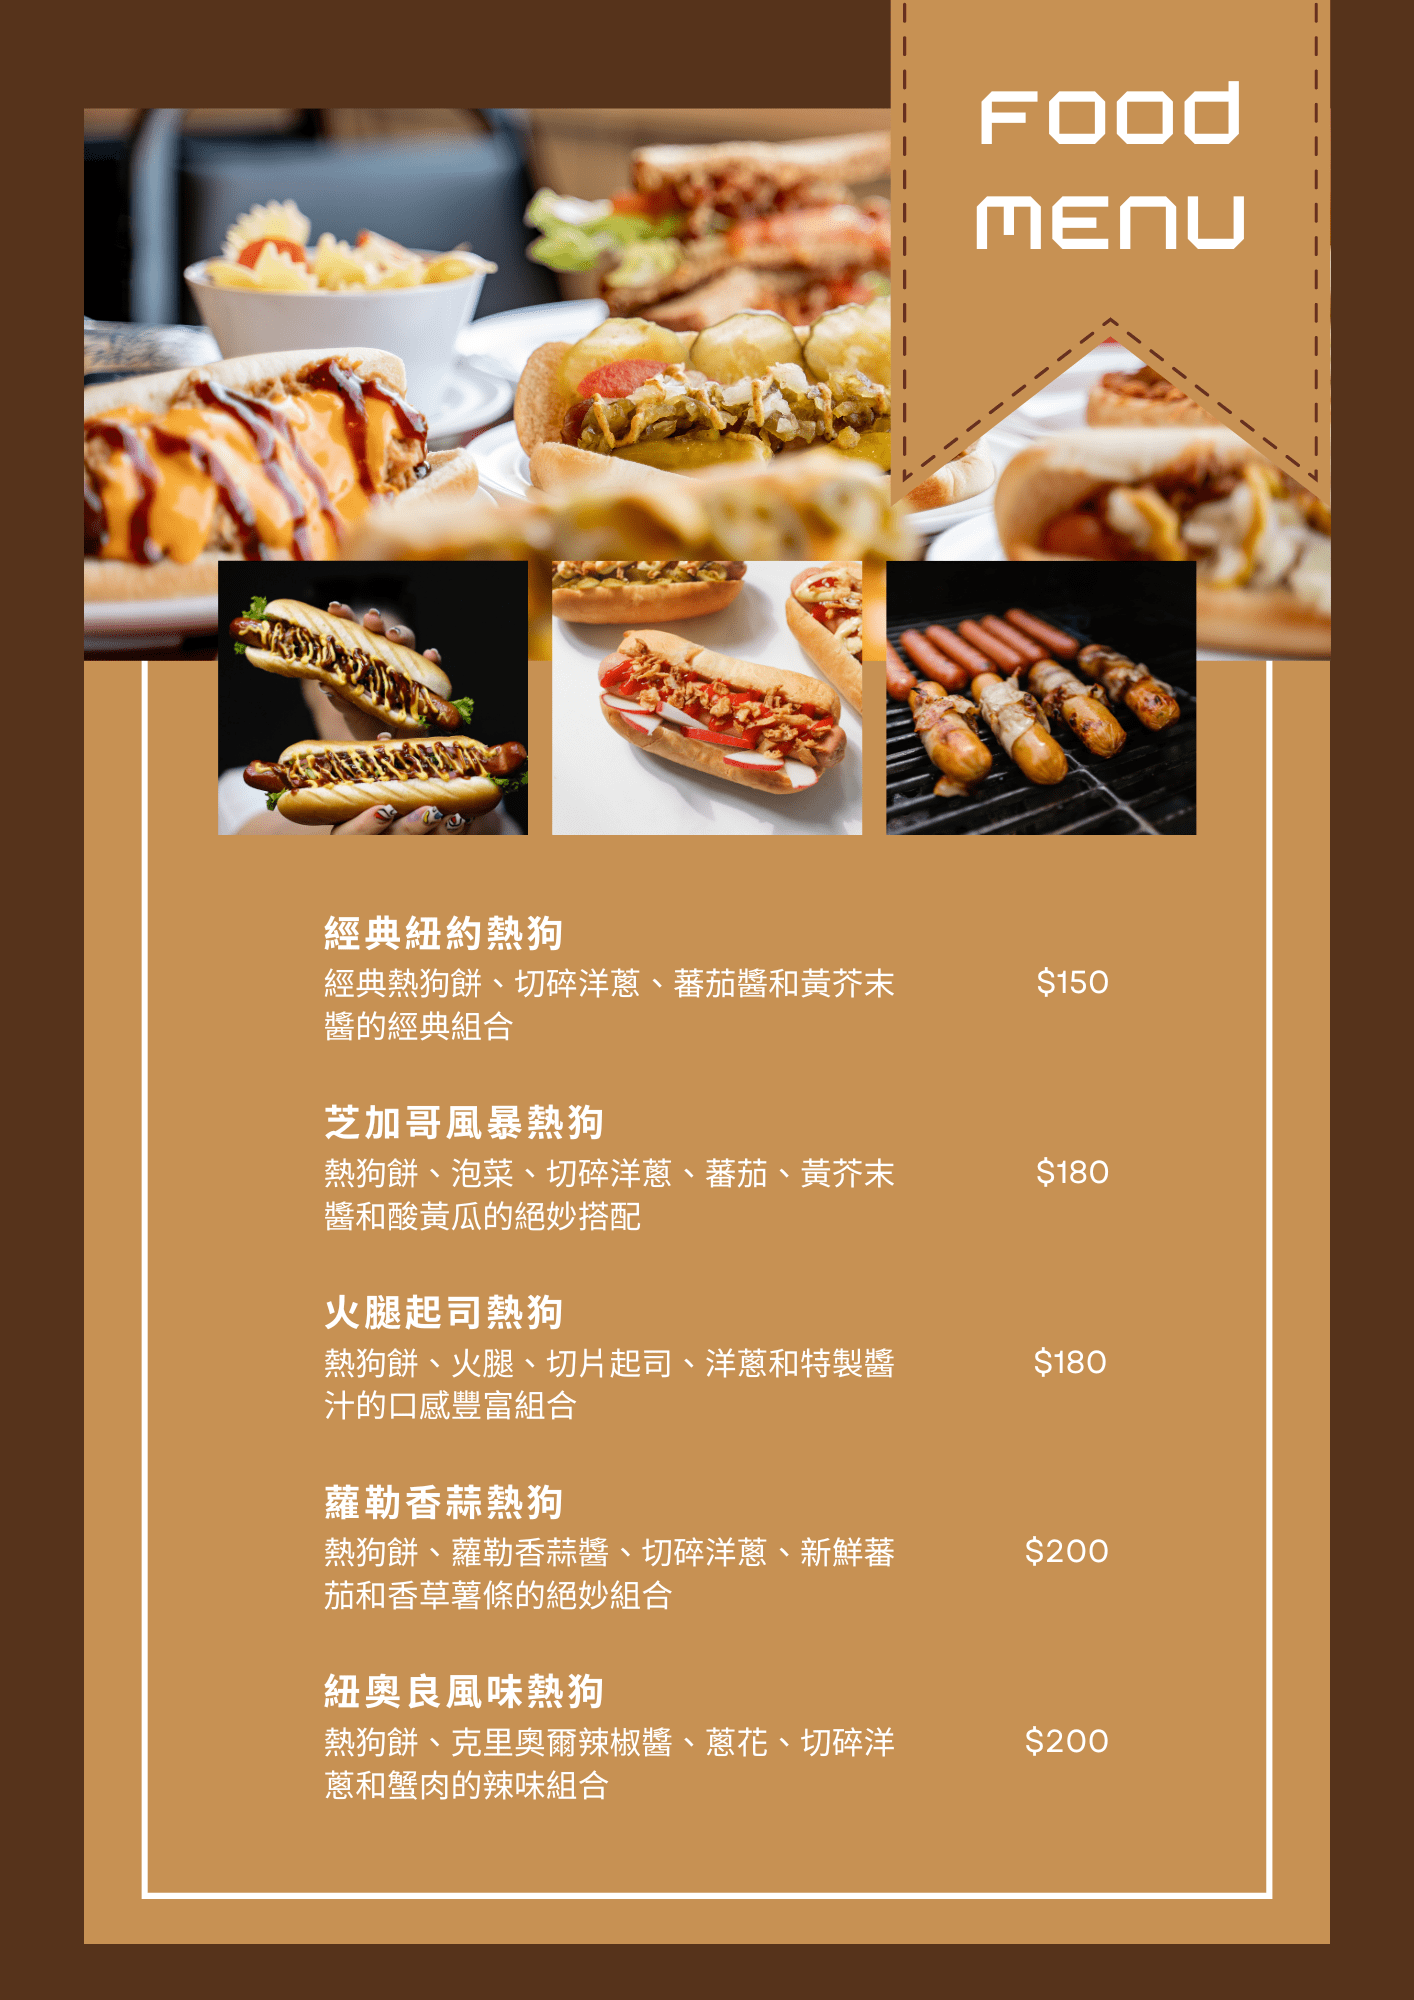 FOOD
MENU
經典紐約熱狗
經典熱狗餅、切碎洋蔥、蕃茄醬和黃芥末
醬的經典組合
$150
芝加哥風暴熱狗
熱狗餅、泡菜、切碎洋蔥、蕃茄、黃芥末
醬和酸黃瓜的絕妙搭配
$180
火腿起司熱狗
熱狗餅、火腿、切片起司、洋蔥和特製醬
汁的口感豐富組合
$180
蘿勒香蒜熱狗
熱狗餅、蘿勒香蒜醬、切碎洋蔥、新鮮蕃
茄和香草薯條的絕妙組合
$200
紐奧良風味熱狗
熱狗餅、克里奧爾辣椒醬、蔥花、切碎洋
蔥和蟹肉的辣味組合
$200